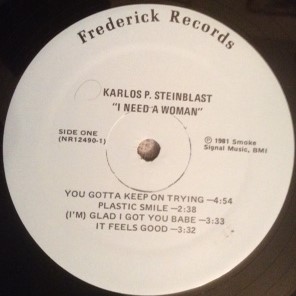 Frederick Records
KARLOS P. STEINBLAST
"I NEED A WOMAN"
SIDE ONE
(NR12490-1)
℗ 1981 Smoke
Signal Music, BMI
YOU GOTTA KEEP ON TRYING —4:54
PLASTIC SMILE —2:38
(I'M) GLAD I GOT YOU BABE —3:33
IT FEELS GOOD —3:32